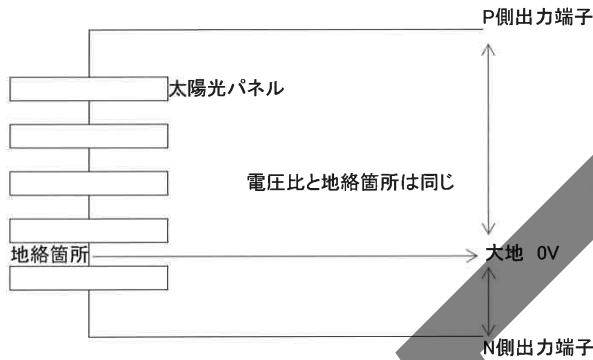 P側出力端子
太陽光パネル
電圧比と地絡箇所は同じ
地絡箇所
大地 0V
N側出力端子